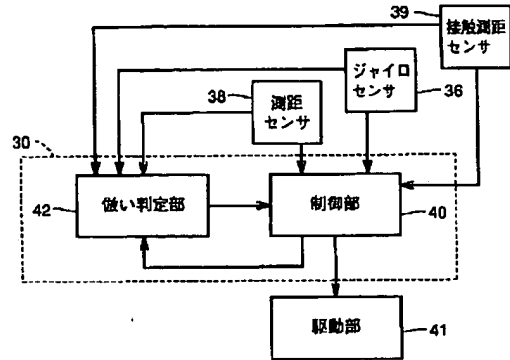 39
接触測距
センサ
ジャイロ
センサ
36
38
測距
センサ
30
倣い判定部
42
制御部
40
駆動部
41